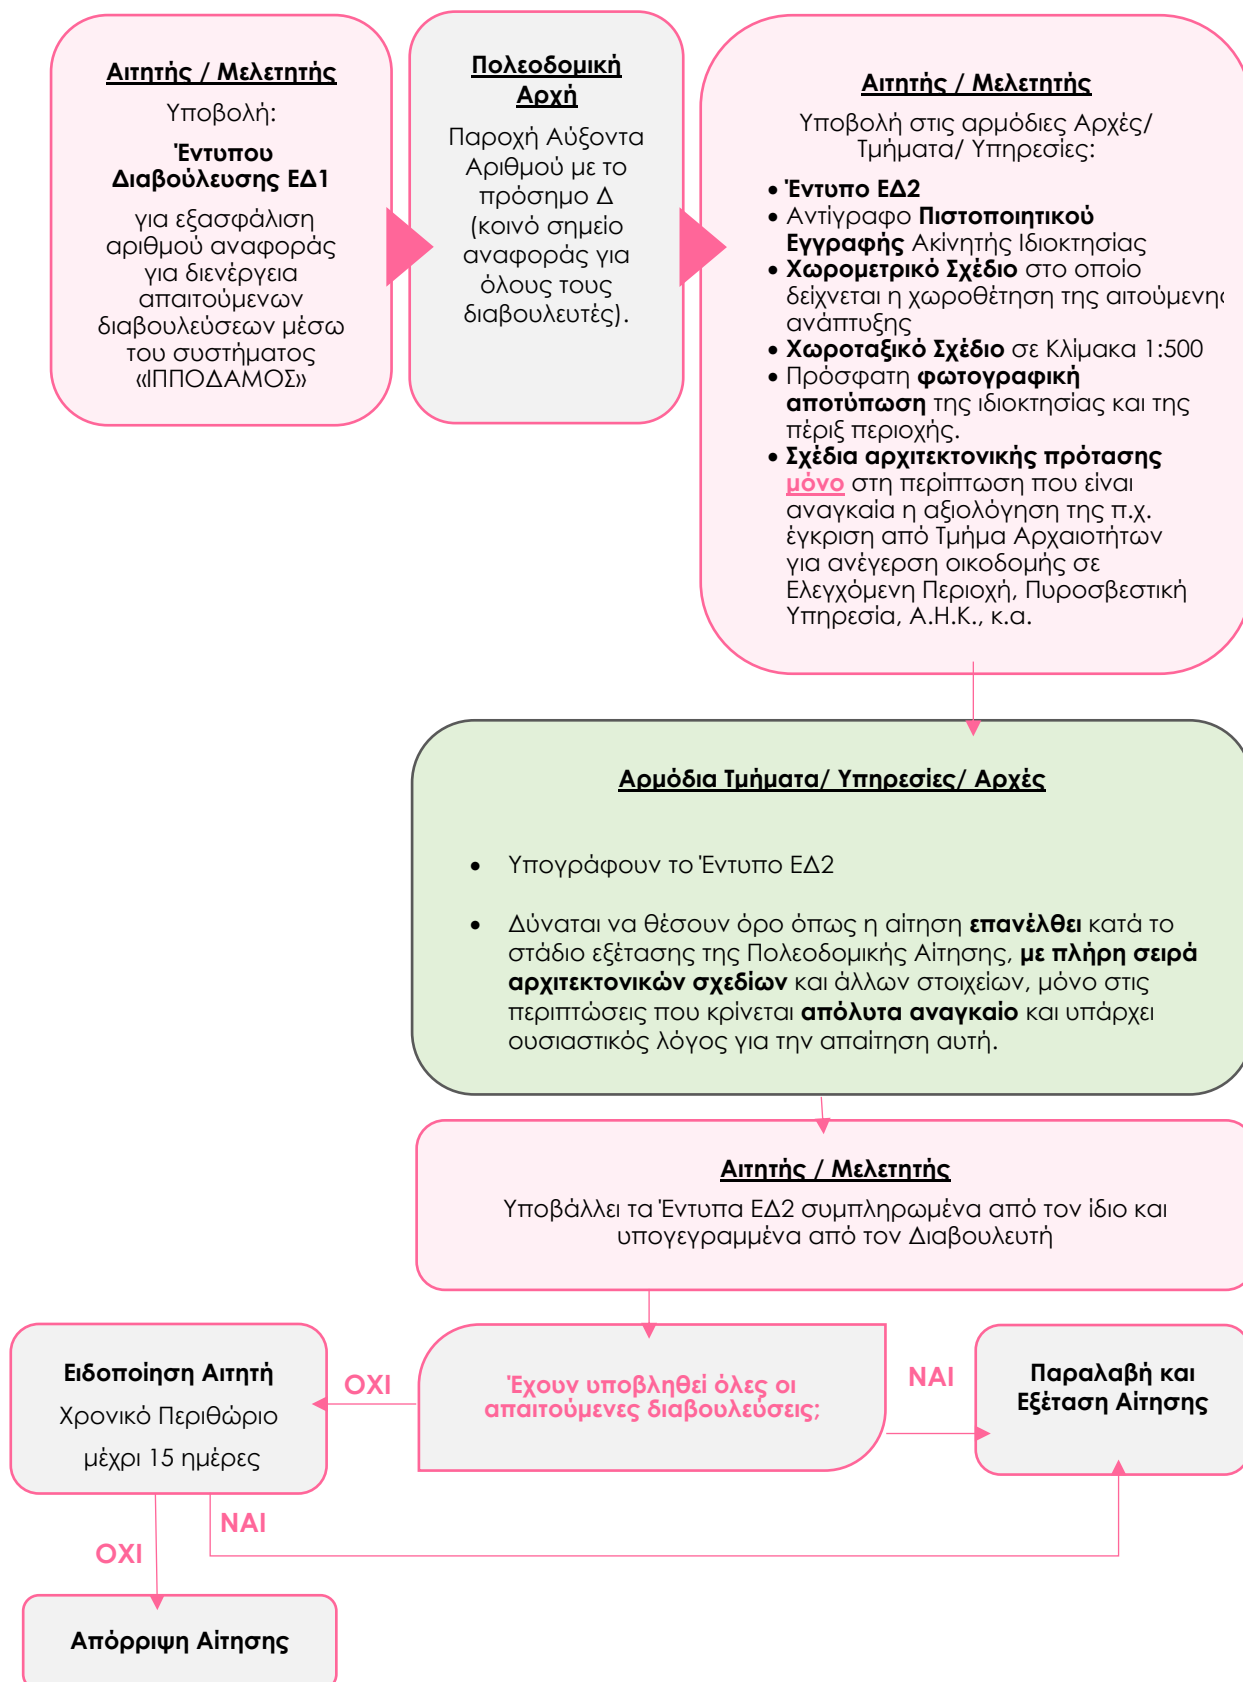 Αιτητής / Μελετητής
Υποβολή:
Έντυπου
Διαβούλευσης ΕΔ1
για εξασφάλιση
αριθμού αναφοράς
για διενέργεια
απαιτούμενων
διαβουλεύσεων μέσω
του συστήματος
«ΙΠΠΟΔΑΜΟΣ»
Πολεοδομική
Αρχή
Παροχή Αύξοντα
Αριθμού με το
πρόσημο Δ
(κοινό σημείο
αναφοράς για
όλους τους
διαβουλευτές).
Αιτητής / Μελετητής
Υποβολή στις αρμόδιες Αρχές/
Τμήματα/ Υπηρεσίες:
• Έντυπο ΕΔ2
• Αντίγραφο Πιστοποιητικού
Εγγραφής Ακίνητής Ιδιοκτησίας
• Χωρομετρικό Σχέδιο στο οποίο
δείχνεται η χωροθέτηση της αιτούμενης
ανάπτυξης
• Χωροταξικό Σχέδιο σε Κλίμακα 1:500
• Πρόσφατη φωτογραφική
αποτύπωση της ιδιοκτησίας και της
πέριξ περιοχής.
• Σχέδια αρχιτεκτονικής πρότασης
μόνο στη περίπτωση που είναι
αναγκαία η αξιολόγηση της π.χ.
έγκριση από Τμήμα Αρχαιοτήτων
για ανέγερση οικοδομής σε
Ελεγχόμενη Περιοχή, Πυροσβεστική
Υπηρεσία, Α.Η.Κ., κ.α.
Αρμόδια Τμήματα/ Υπηρεσίες/ Αρχές
• Υπογράφουν το Έντυπο ΕΔ2
• Δύναται να θέσουν όρο όπως η αίτηση επανέλθει κατά το
στάδιο εξέτασης της Πολεοδομικής Αίτησης, με πλήρη σειρά
αρχιτεκτονικών σχεδίων και άλλων στοιχείων, μόνο στις
περιπτώσεις που κρίνεται απόλυτα αναγκαίο και υπάρχει
ουσιαστικός λόγος για την απαίτηση αυτή.
Αιτητής / Μελετητής
Υποβάλλει τα Έντυπα ΕΔ2 συμπληρωμένα από τον ίδιο και
υπογεγραμμένα από τον Διαβουλευτή
Έχουν υποβληθεί όλες οι
απαιτούμενες διαβουλεύσεις;
ΟΧΙ
ΝΑΙ
Ειδοποίηση Αιτητή
Χρονικό Περιθώριο
μέχρι 15 ημέρες
Παραλαβή και
Εξέταση Αίτησης
ΝΑΙ
ΟΧΙ
Απόρριψη Αίτησης